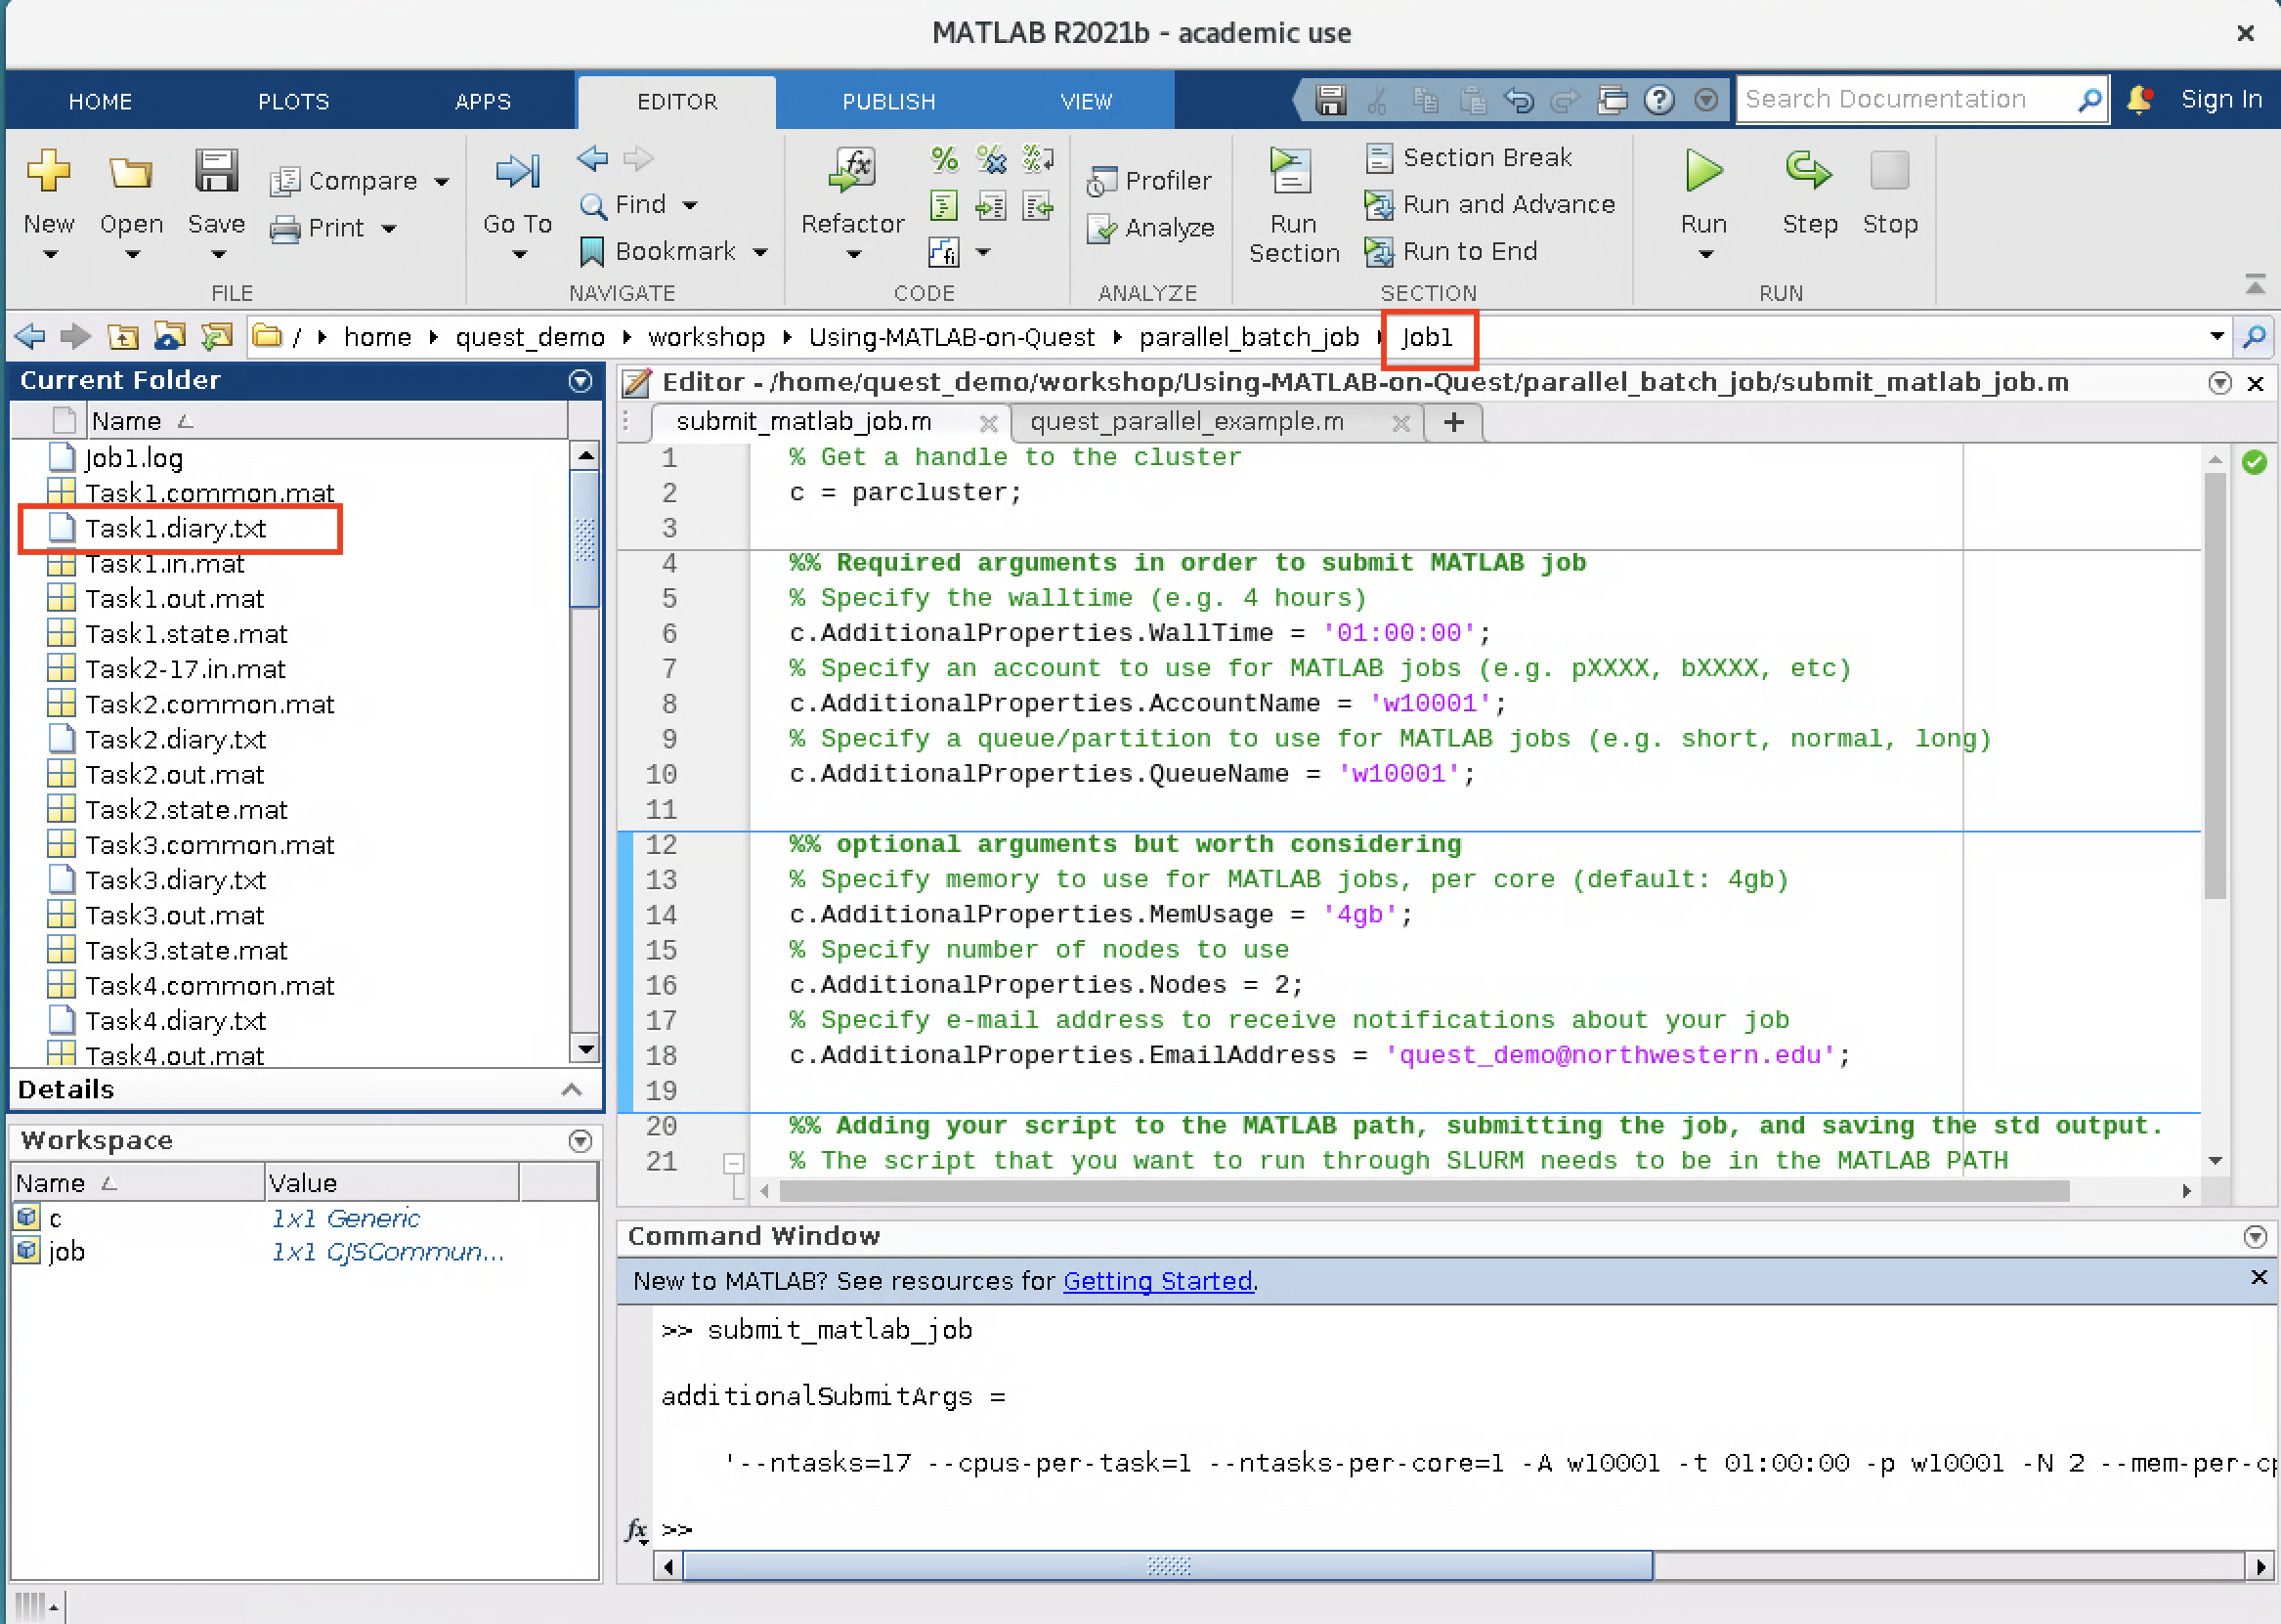 MATLAB R2021b - academic use
HOME PLOTS APPS EDITOR PUBLISH VIEW Search Documentation Sign In
New Open Save Compare Print FILE
Go To Find Bookmark NAVIGATE
Refactor CODE
Profiler Analyze ANALYZE
Run Section Section Break Run and Advance Run to End SECTION
Run Step Stop RUN
/ home quest_demo workshop Using-MATLAB-on-Quest parallel_batch_job Job1
Current Folder
Name
Job1.log
Task1.common.mat
Task1.diary.txt
Task1.in.mat
Task1.out.mat
Task1.state.mat
Task2-17.in.mat
Task2.common.mat
Task2.diary.txt
Task2.out.mat
Task2.state.mat
Task3.common.mat
Task3.diary.txt
Task3.out.mat
Task3.state.mat
Task4.common.mat
Task4.diary.txt
Task4.out.mat
Details
Workspace
Name Value
c 1x1 Generic
job 1x1 CJSCommun...
Editor - /home/quest_demo/workshop/Using-MATLAB-on-Quest/parallel_batch_job/submit_matlab_job.m
submit_matlab_job.m quest_parallel_example.m +
1 % Get a handle to the cluster
2 c = parcluster;
3
4 %% Required arguments in order to submit MATLAB job
5 % Specify the walltime (e.g. 4 hours)
6 c.AdditionalProperties.WallTime = '01:00:00';
7 % Specify an account to use for MATLAB jobs (e.g. pXXXX, bXXXX, etc)
8 c.AdditionalProperties.AccountName = 'w10001';
9 % Specify a queue/partition to use for MATLAB jobs (e.g. short, normal, long)
10 c.AdditionalProperties.QueueName = 'w10001';
11
12 %% optional arguments but worth considering
13 % Specify memory to use for MATLAB jobs, per core (default: 4gb)
14 c.AdditionalProperties.MemUsage = '4gb';
15 % Specify number of nodes to use
16 c.AdditionalProperties.Nodes = 2;
17 % Specify e-mail address to receive notifications about your job
18 c.AdditionalProperties.EmailAddress = 'quest_demo@northwestern.edu';
19
20 %% Adding your script to the MATLAB path, submitting the job, and saving the std output.
21 % The script that you want to run through SLURM needs to be in the MATLAB PATH
Command Window
New to MATLAB? See resources for Getting Started.
>> submit_matlab_job
additionalSubmitArgs =
'--ntasks=17 --cpus-per-task=1 --ntasks-per-core=1 -A w10001 -t 01:00:00 -p w10001 -N 2 --mem-per-cp
fx >>